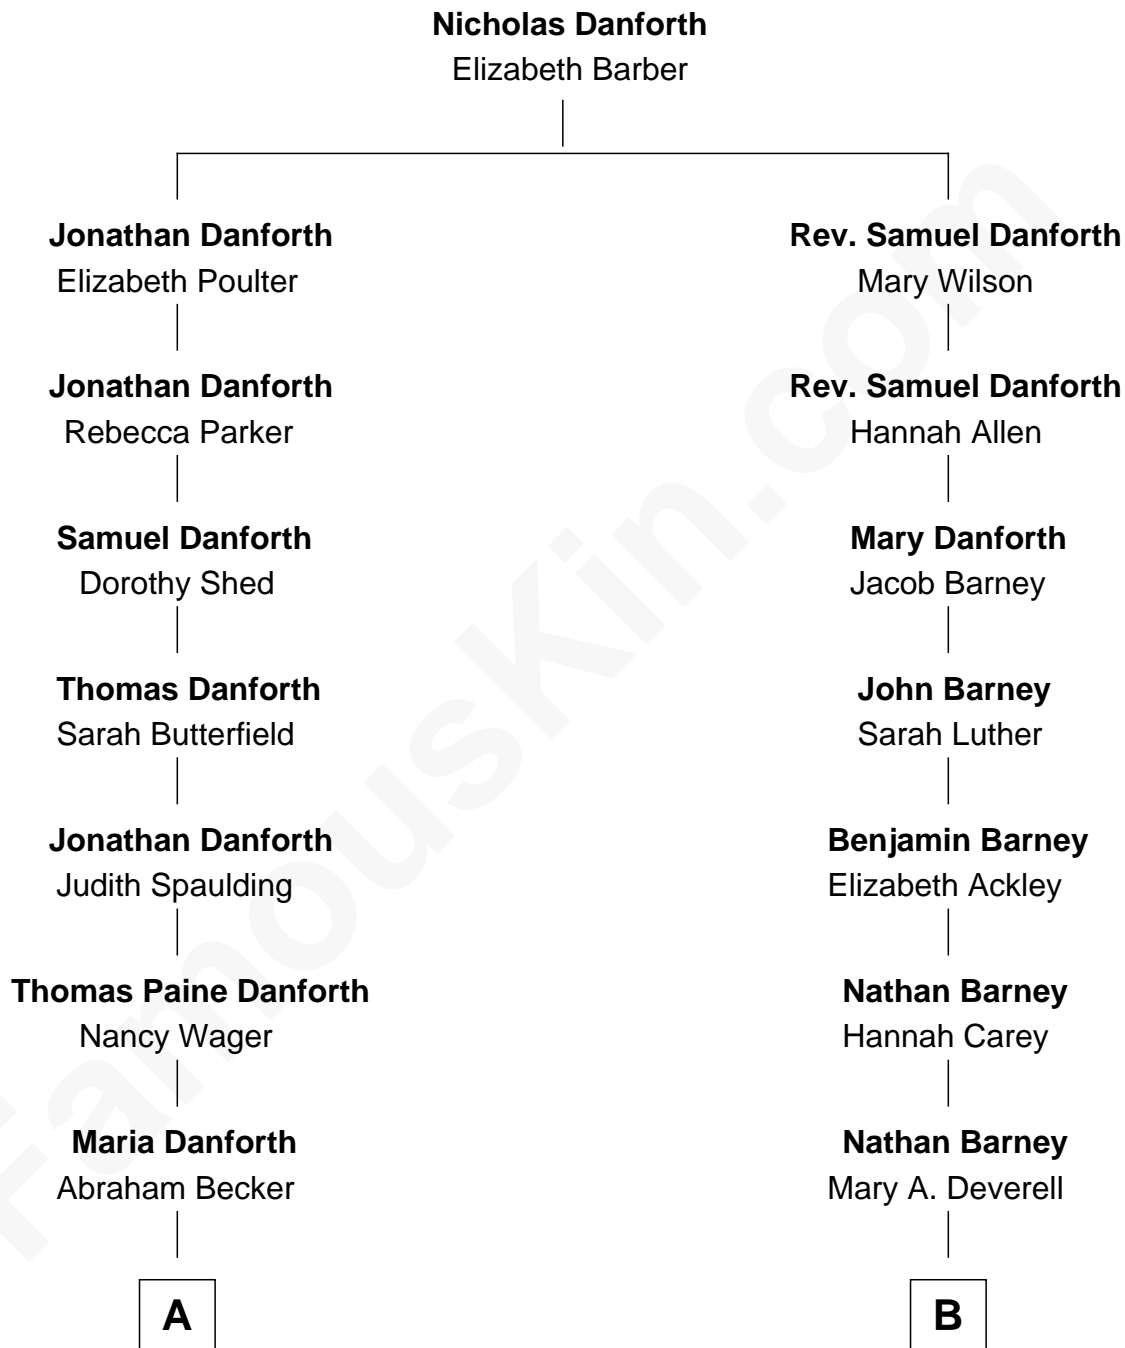 Nicholas Danforth
Elizabeth Barber
Jonathan Danforth
Elizabeth Poulter
Jonathan Danforth
Rebecca Parker
Samuel Danforth
Dorothy Shed
Thomas Danforth
Sarah Butterfield
Jonathan Danforth
Judith Spaulding
Thomas Paine Danforth
Nancy Wager
Maria Danforth
Abraham Becker
A
Rev. Samuel Danforth
Mary Wilson
Rev. Samuel Danforth
Hannah Allen
Mary Danforth
Jacob Barney
John Barney
Sarah Luther
Benjamin Barney
Elizabeth Ackley
Nathan Barney
Hannah Carey
Nathan Barney
Mary A. Deverell
B
FamousKin.com